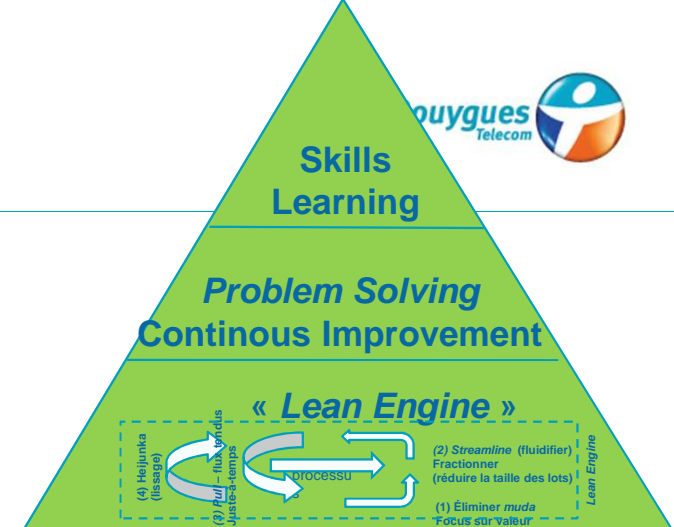 ouygues
Telecom
Skills
Learning
Problem Solving
Continous Improvement
« Lean Engine »
(4) Heijunka
(lissage)
(3) Pull – flux tendus
Juste-à-temps
processu
s
(2) Streamline (fluidifier)
Fractionner
(réduire la taille des lots)
(1) Éliminer muda
Focus sur valeur
Lean Engine